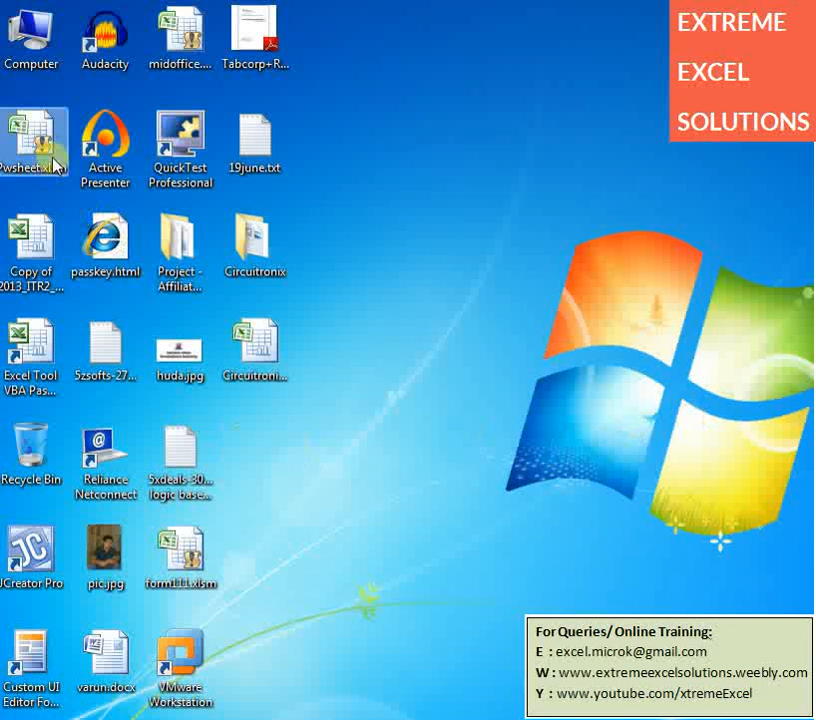 EXTREME
EXCEL
SOLUTIONS
Computer
Audacity
midoffice....
Tabcorp+R...
Pwsheet.xlsm
Active
Presenter
QuickTest
Professional
19june.txt
Copy of
2013_ITR2_...
passkey.html
Project -
Affiliat...
Circuitronix
Excel Tool
VBA Pas...
5zsofts-27...
huda.jpg
Circuitroni...
Recycle Bin
Reliance
Netconnect
5xdeals-30...
logic base...
JCreator Pro
pic.jpg
form111.xlsm
Custom UI
Editor Fo...
varun.docx
VMware
Workstation
For Queries/ Online Training:
E : excel.microk@gmail.com
W : www.extremeexcelsolutions.weebly.com
Y : www.youtube.com/xtremeExcel